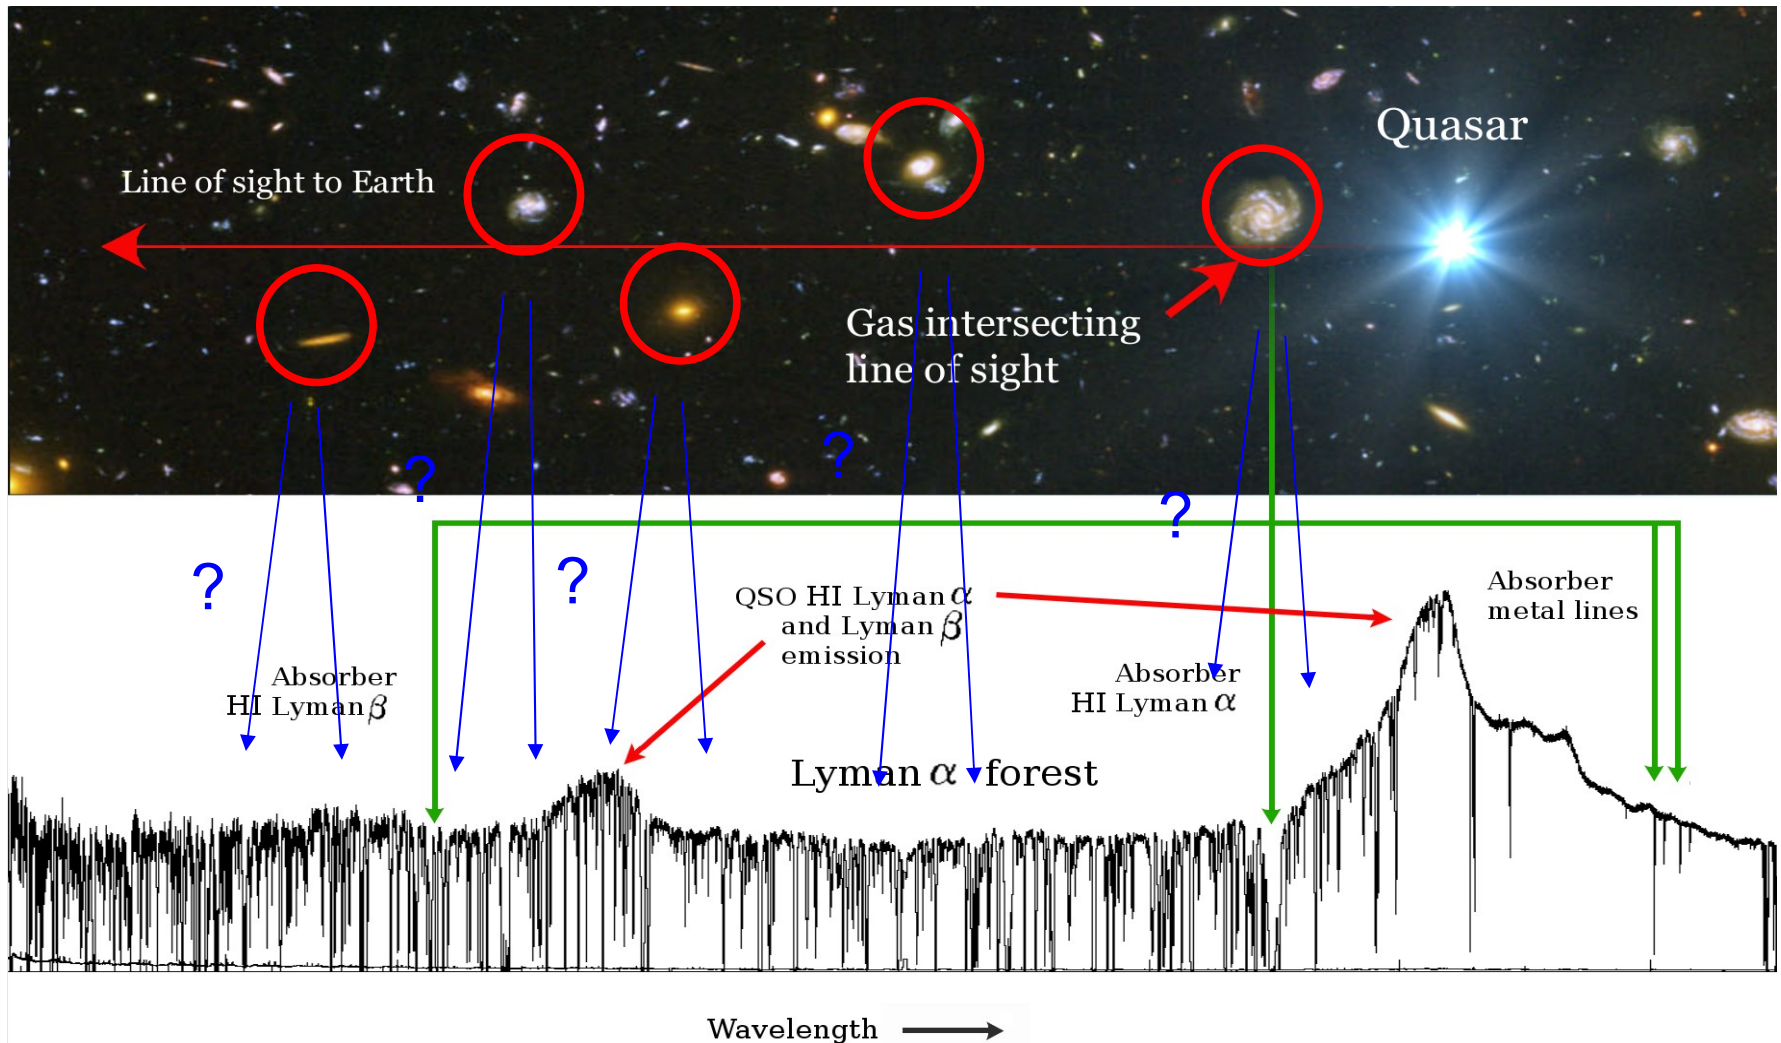 Quasar
Line of sight to Earth
Gas intersecting
line of sight
?
?
?
?
?
QSO HI Lyman α
and Lyman β
emission
Absorber
metal lines
Absorber
HI Lyman β
Absorber
HI Lyman α
Lyman α forest
Wavelength